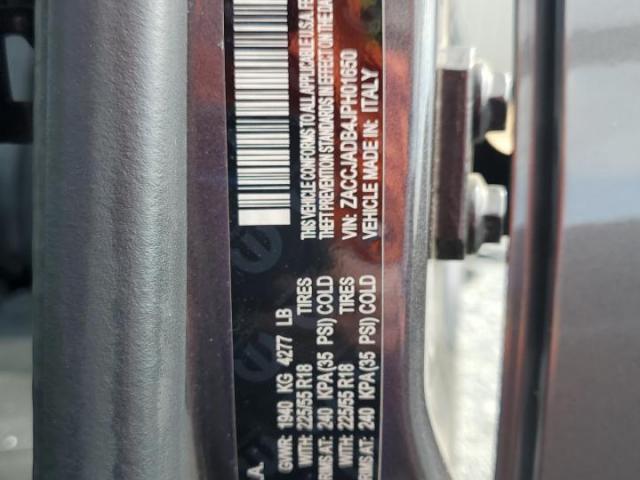 THIS VEHICLE CONFORMS TO ALL APPLICABLE U.S.A.
THEFT PREVENTION STANDARDS IN EFFECT ON THE DA
VIN: ZACCJADB4JPH01650
VEHICLE MADE IN: ITALY
GVWR: 1940 KG 4277 LB
WITH: 225/55 R18 TIRES
RIMS AT: 240 KPA (35 PSI) COLD
WITH: 225/55 R18 TIRES
RIMS AT: 240 KPA (35 PSI) COLD